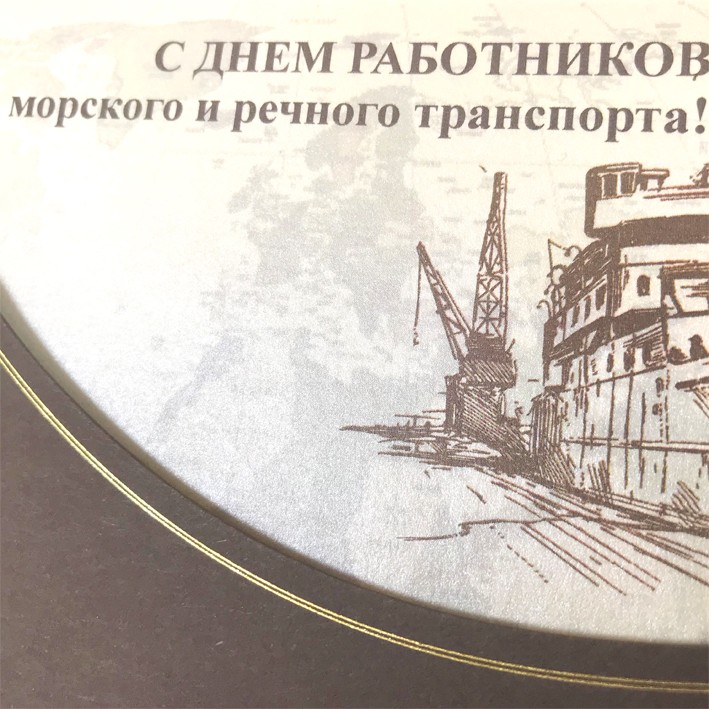 С ДНЕМ РАБОТНИКОВ
морского и речного транспорта!